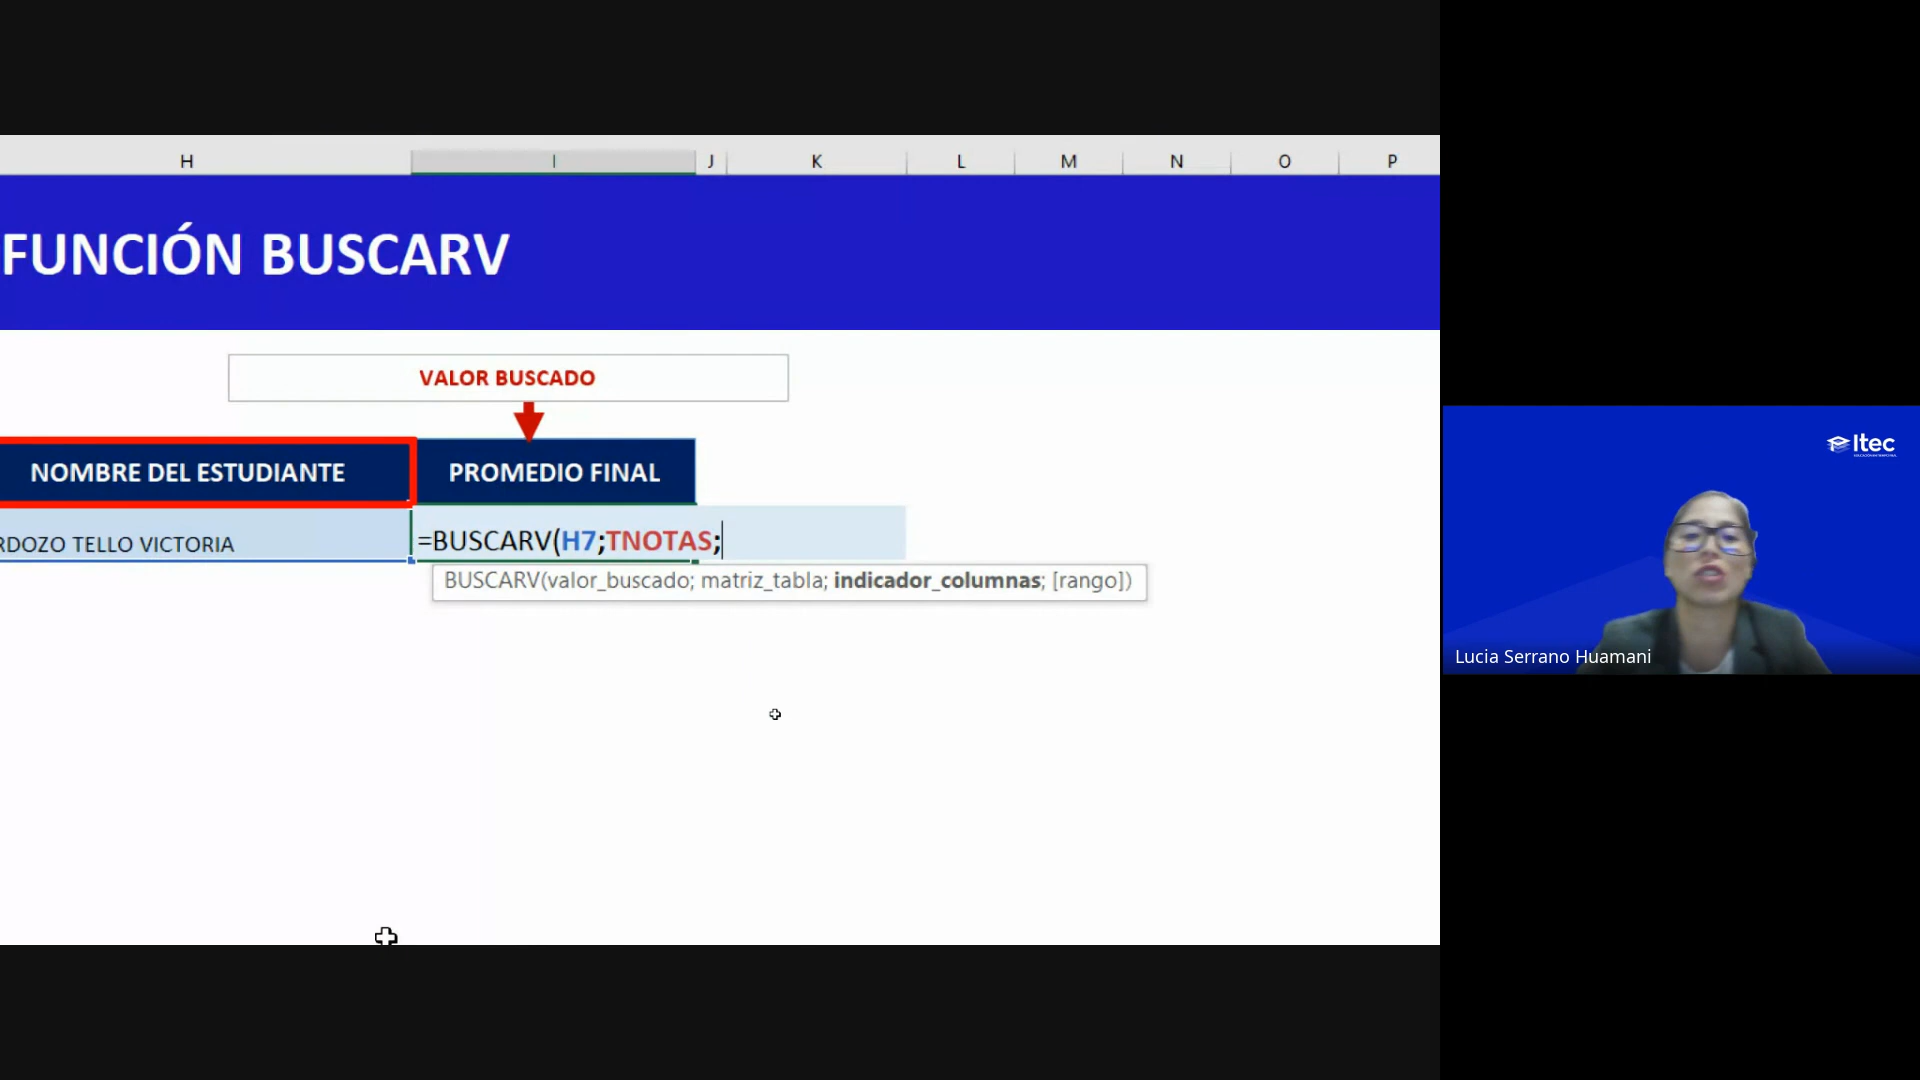 H I J K L M N O P
FUNCIÓN BUSCARV
VALOR BUSCADO
NOMBRE DEL ESTUDIANTE PROMEDIO FINAL
RDOZO TELLO VICTORIA =BUSCARV(H7;TNOTAS;
BUSCARV(valor_buscado; matriz_tabla; indicador_columnas; [rango])
Itec
Lucia Serrano Huamani